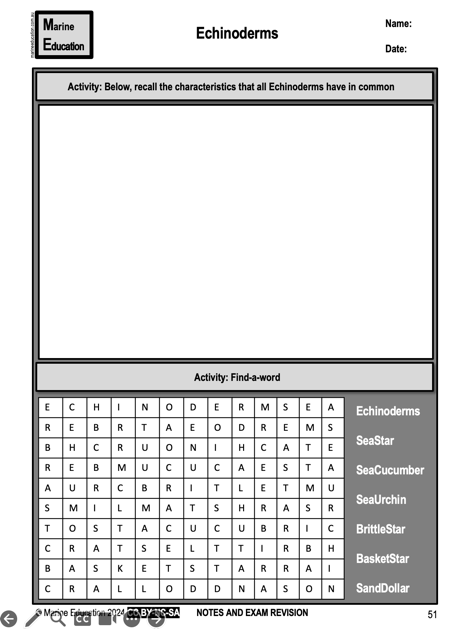 Marine
Education
Echinoderms
Name:
Date:
Activity: Below, recall the characteristics that all Echinoderms have in common
Activity: Find-a-word
E C H I N O D E R M S E A
R E B R T A E O D R E M S
B H C R U O N I H C A T E
R E B M U C U C A E S T A
A U R C B R I T L E T M U
S M I L M A T S H R A S R
T O S T A C U C U B R I C
C R A T S E L T T I R B H
B A S K E T S T A R R A I
C R A L L O D D N A S O N
Echinoderms
SeaStar
SeaCucumber
SeaUrchin
BrittleStar
BasketStar
SandDollar
Marine Education 2024 CC BY-NC-SA
NOTES AND EXAM REVISION
51